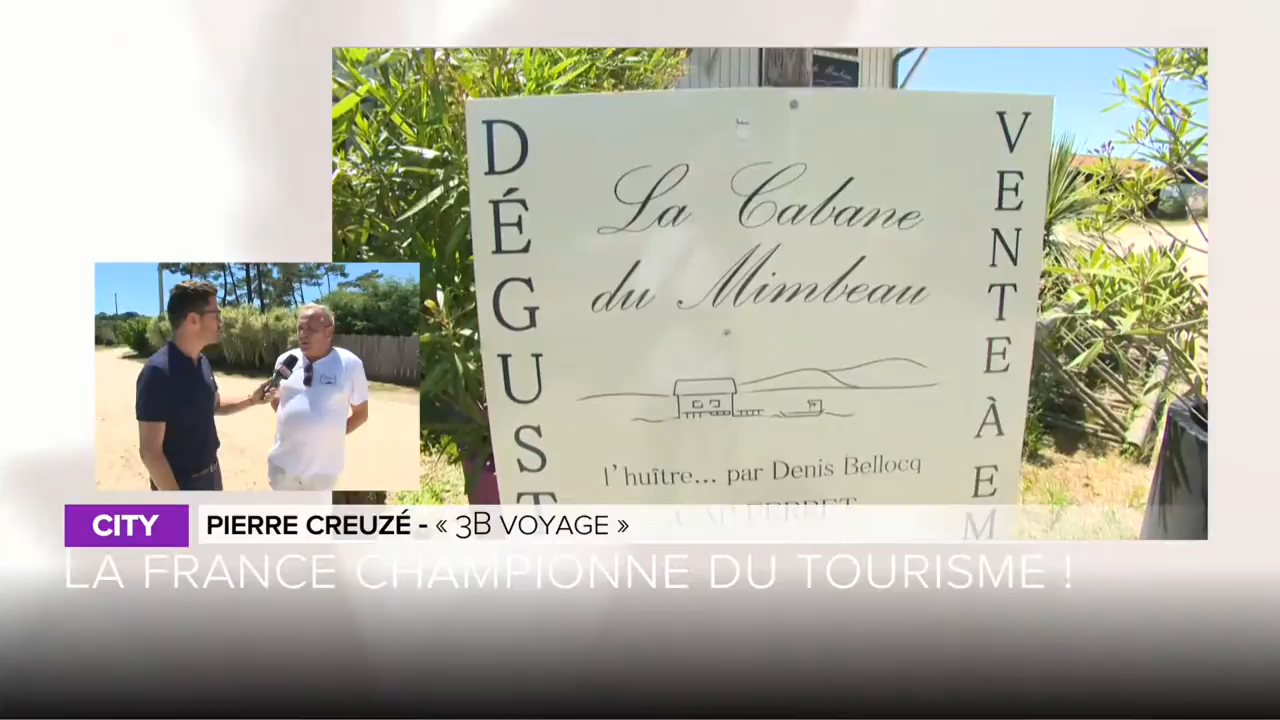 DÉGUST
La Cabane
du Mimbeau
l'huître... par Denis Bellocq
VENTE À EM
CITY
PIERRE CREUZÉ - « 3B VOYAGE »
LA FRANCE CHAMPIONNE DU TOURISME !